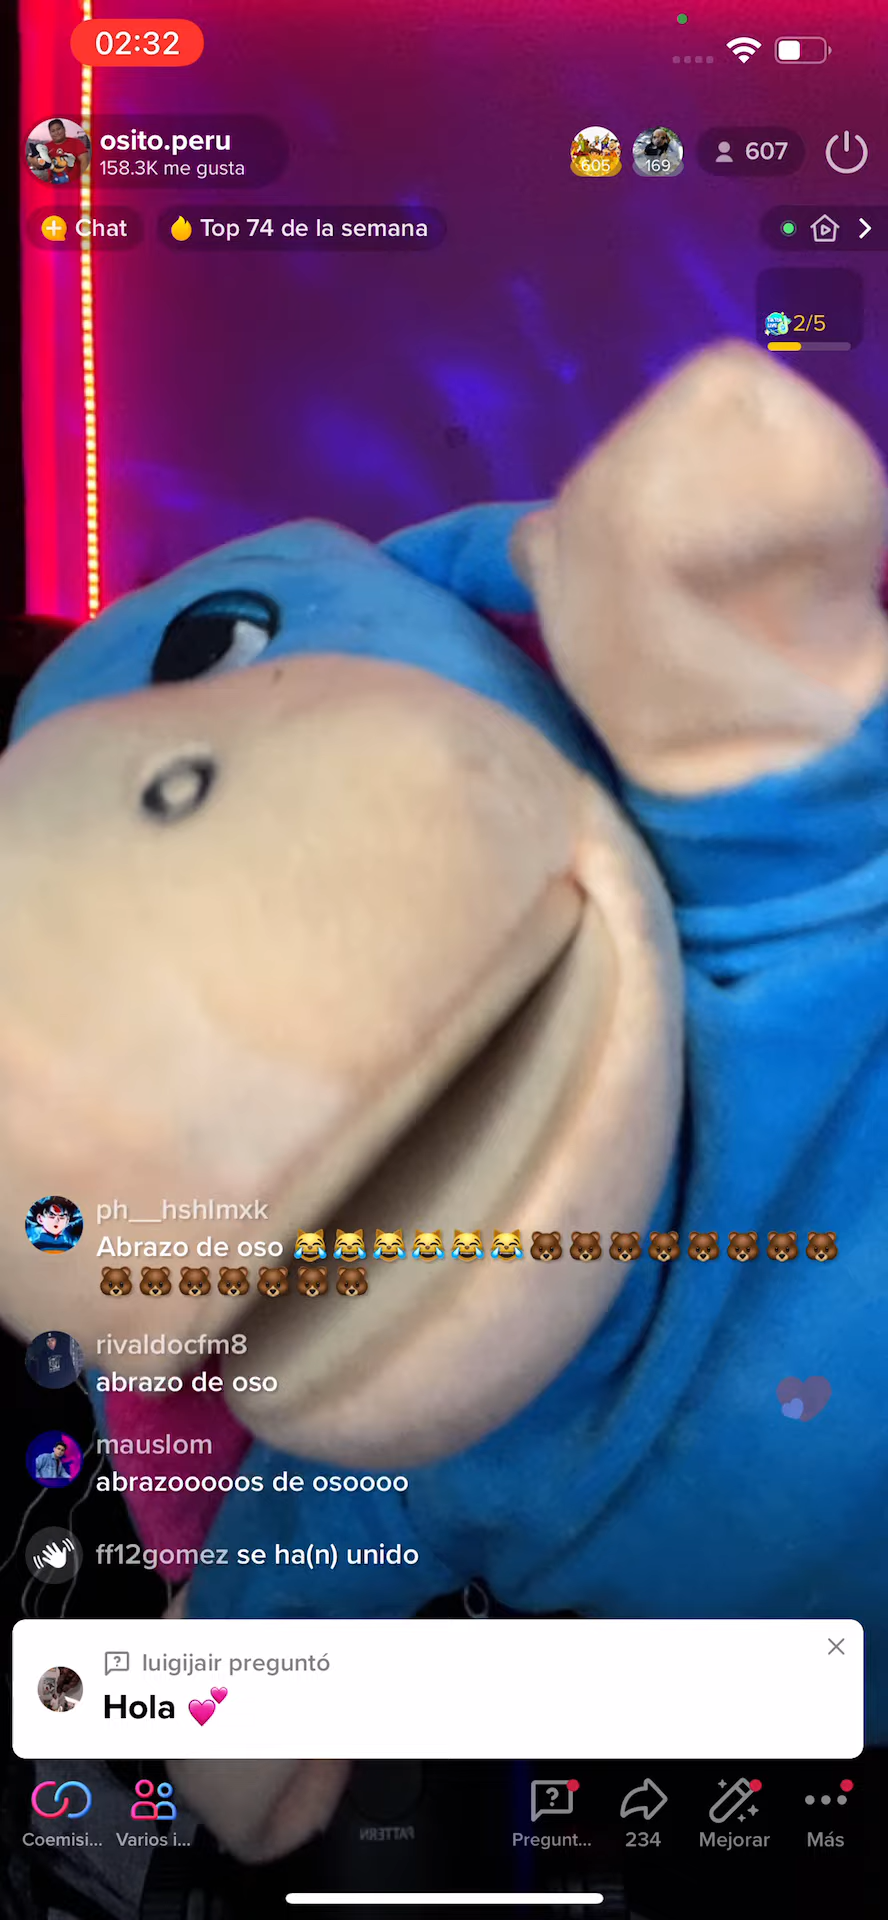 02:32
osito.peru
158.3K me gusta
605
169
607
Chat
Top 74 de la semana
2/5
ph__hshlmxk
Abrazo de oso 😹😹😹😹😹😹🐻🐻🐻🐻🐻🐻🐻🐻
🐻🐻🐻🐻🐻🐻🐻
rivaldocfm8
abrazo de oso
mauslom
abrazooooos de osoooo
ff12gomez se ha(n) unido
luigijair preguntó
Hola 💕
PATTERN
Coemisi...
Varios i...
Pregunt...
234
Mejorar
Más